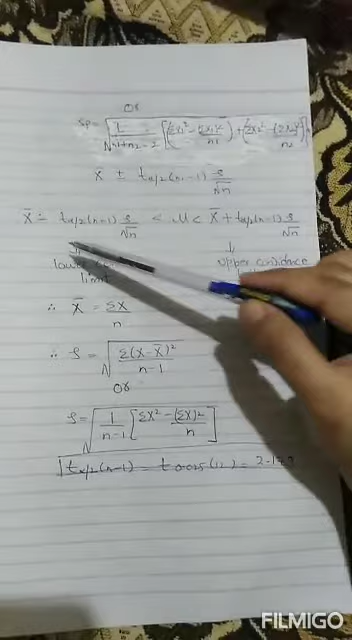 OR
Sp = √ 1/(n1+n2-2) [(Σx1² - (Σx1)²/n1) + (Σx2² - (Σx2)²/n2)]
X̄ ± tα/2(n-1) s/√n
X̄ - tα/2(n-1) s/√n < μ < X̄ + tα/2(n-1) s/√n
↓
lower upper confidence
limit
∴ X̄ = ΣX/n
∴ s = √ Σ(X-X̄)²/(n-1)
OR
s = √ 1/(n-1) [ΣX² - (ΣX)²/n]
tα/2(n-1) = t0.025(12) = 2.179
FILMIGO